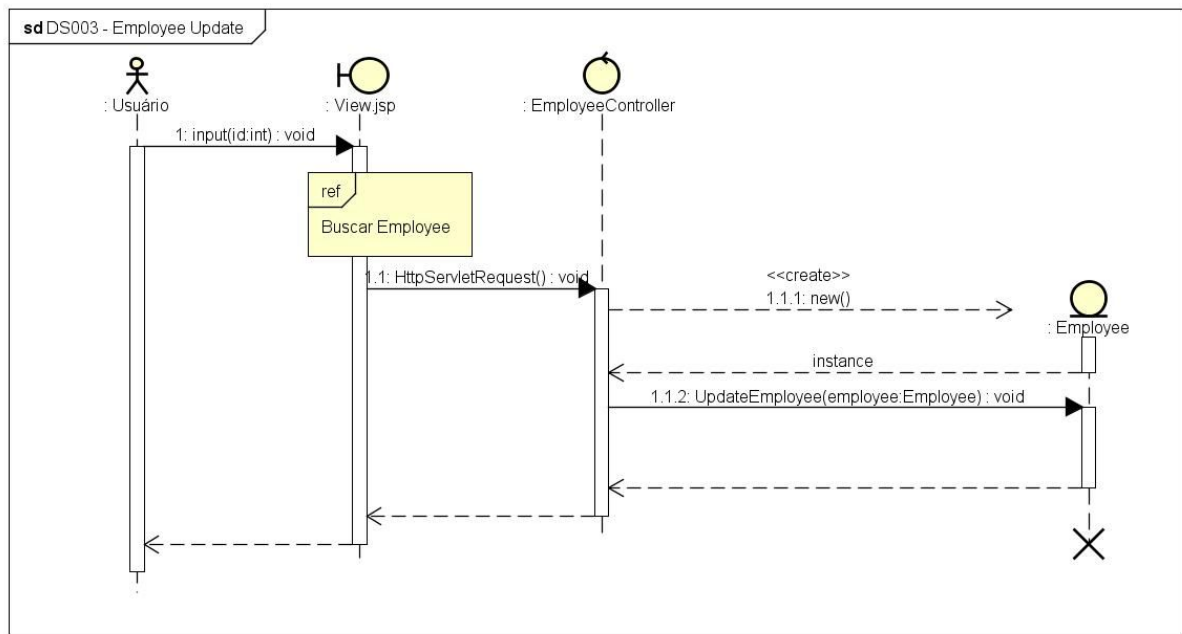 sd DS003 - Employee Update
: Usuário
: View.jsp
: EmployeeController
1: input(id:int) : void
ref
Buscar Employee
1.1: HttpServletRequest() : void
<<create>>
1.1.1: new()
: Employee
instance
1.1.2: UpdateEmployee(employee:Employee) : void